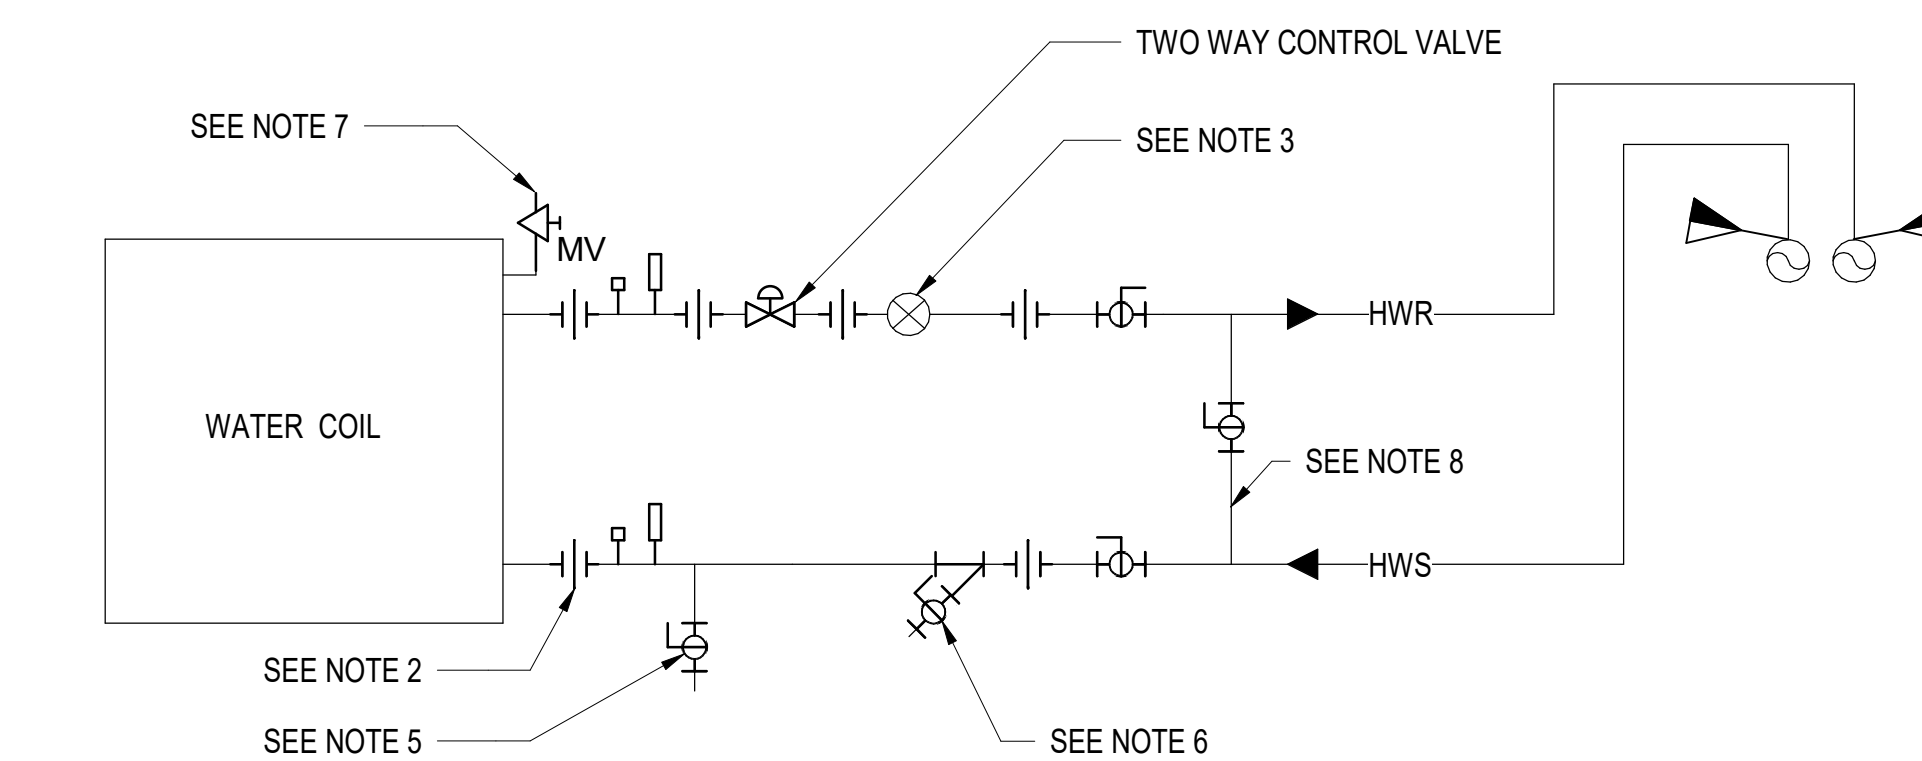 TWO WAY CONTROL VALVE
SEE NOTE 7
SEE NOTE 3
MV
HWR
WATER COIL
SEE NOTE 8
HWS
SEE NOTE 2
SEE NOTE 5
SEE NOTE 6